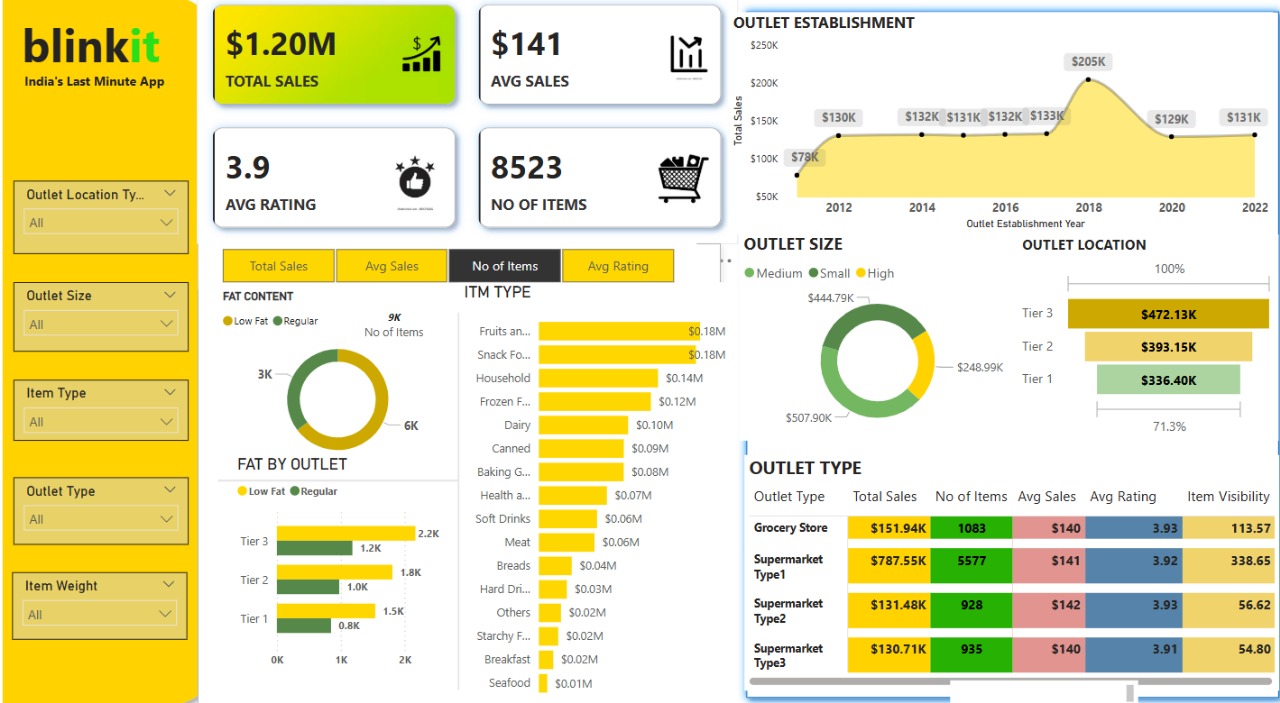 blinkit
India's Last Minute App
Outlet Location Ty...
All
Outlet Size
All
Item Type
All
Outlet Type
All
Item Weight
All
$1.20M
TOTAL SALES
$141
AVG SALES
3.9
AVG RATING
8523
NO OF ITEMS
Total Sales
Avg Sales
No of Items
Avg Rating
FAT CONTENT
Low Fat Regular
9K
No of Items
3K
6K
FAT BY OUTLET
Low Fat Regular
Tier 3
2.2K
1.2K
Tier 2
1.8K
1.0K
Tier 1
1.5K
0.8K
0K 1K 2K
ITM TYPE
Fruits an... $0.18M
Snack Fo... $0.18M
Household $0.14M
Frozen F... $0.12M
Dairy $0.10M
Canned $0.09M
Baking G... $0.08M
Health a... $0.07M
Soft Drinks $0.06M
Meat $0.06M
Breads $0.04M
Hard Dri... $0.03M
Others $0.02M
Starchy F... $0.02M
Breakfast $0.02M
Seafood $0.01M
OUTLET ESTABLISHMENT
Total Sales
$250K
$200K
$150K
$100K
$50K
$78K
$130K
$132K
$131K
$132K
$133K
$205K
$129K
$131K
2012 2014 2016 2018 2020 2022
Outlet Establishment Year
OUTLET SIZE
Medium Small High
$444.79K
$248.99K
$507.90K
OUTLET LOCATION
100%
Tier 3 $472.13K
Tier 2 $393.15K
Tier 1 $336.40K
71.3%
OUTLET TYPE
Outlet Type Total Sales No of Items Avg Sales Avg Rating Item Visibility
Grocery Store $151.94K 1083 $140 3.93 113.57
Supermarket
Type1 $787.55K 5577 $141 3.92 338.65
Supermarket
Type2 $131.48K 928 $142 3.93 56.62
Supermarket
Type3 $130.71K 935 $140 3.91 54.80